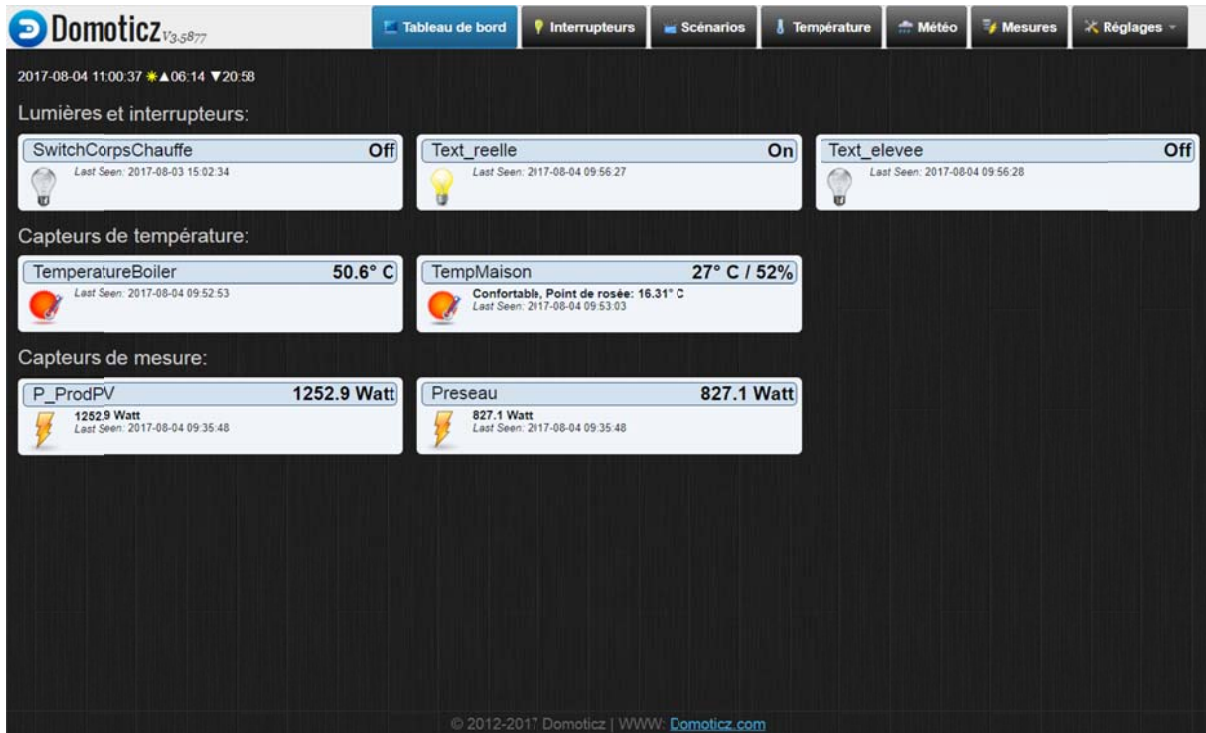 Domoticz V3.5877
Tableau de bord
Interrupteurs
Scénarios
Température
Météo
Mesures
Réglages
2017-08-04 11:00:37 ☀▲06:14 ▼20:58
Lumières et interrupteurs:
SwitchCorpsChauffe Off
Last Seen: 2017-08-03 15:02:34
Text_reelle On
Last Seen: 2017-08-04 09:56:27
Text_elevee Off
Last Seen: 2017-08-04 09:56:28
Capteurs de température:
TemperatureBoiler 50.6° C
Last Seen: 2017-08-04 09:52:53
TempMaison 27° C / 52%
Confortable, Point de rosée: 16.31° C
Last Seen: 2017-08-04 09:53:03
Capteurs de mesure:
P_ProdPV 1252.9 Watt
1252.9 Watt
Last Seen: 2017-08-04 09:35:48
Preseau 827.1 Watt
827.1 Watt
Last Seen: 2017-08-04 09:35:48
© 2012-2017 Domoticz | WWW: Domoticz.com